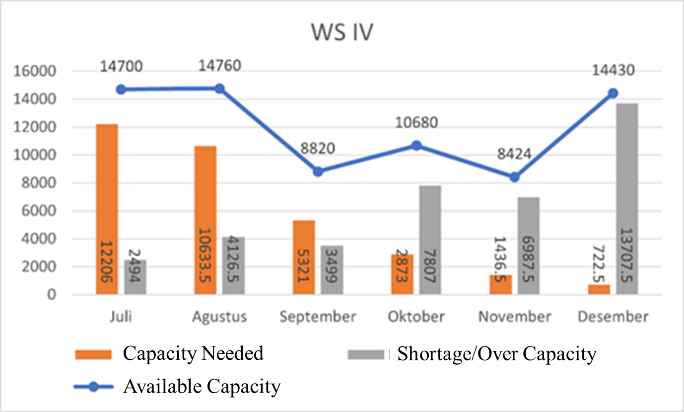 WS IV
14700
14760
8820
10680
8424
14430
16000
14000
12000
10000
8000
6000
4000
2000
0
12206
2494
10633.5
4126.5
5321
3499
2873
7807
1436.5
6987.5
722.5
13707.5
Juli
Agustus
September
Oktober
November
Desember
Capacity Needed
Shortage/Over Capacity
Available Capacity